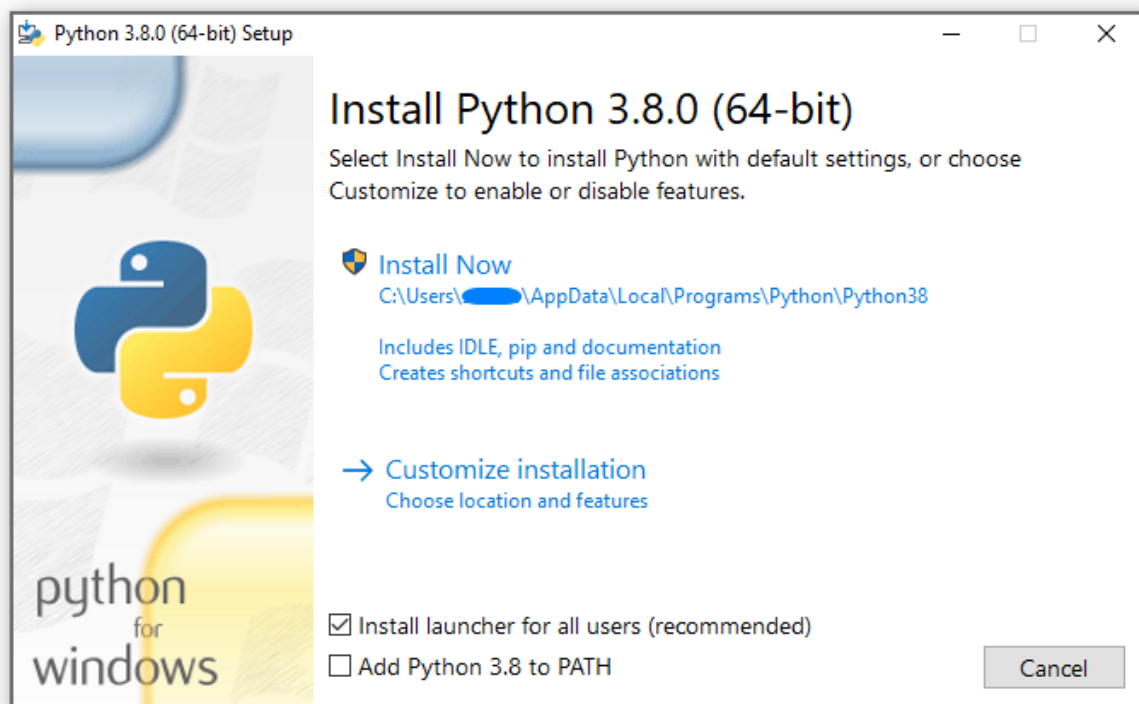 Python 3.8.0 (64-bit) Setup
Install Python 3.8.0 (64-bit)
Select Install Now to install Python with default settings, or choose
Customize to enable or disable features.
Install Now
C:\Users\ \AppData\Local\Programs\Python\Python38
Includes IDLE, pip and documentation
Creates shortcuts and file associations
Customize installation
Choose location and features
python
for
windows
Install launcher for all users (recommended)
Add Python 3.8 to PATH
Cancel